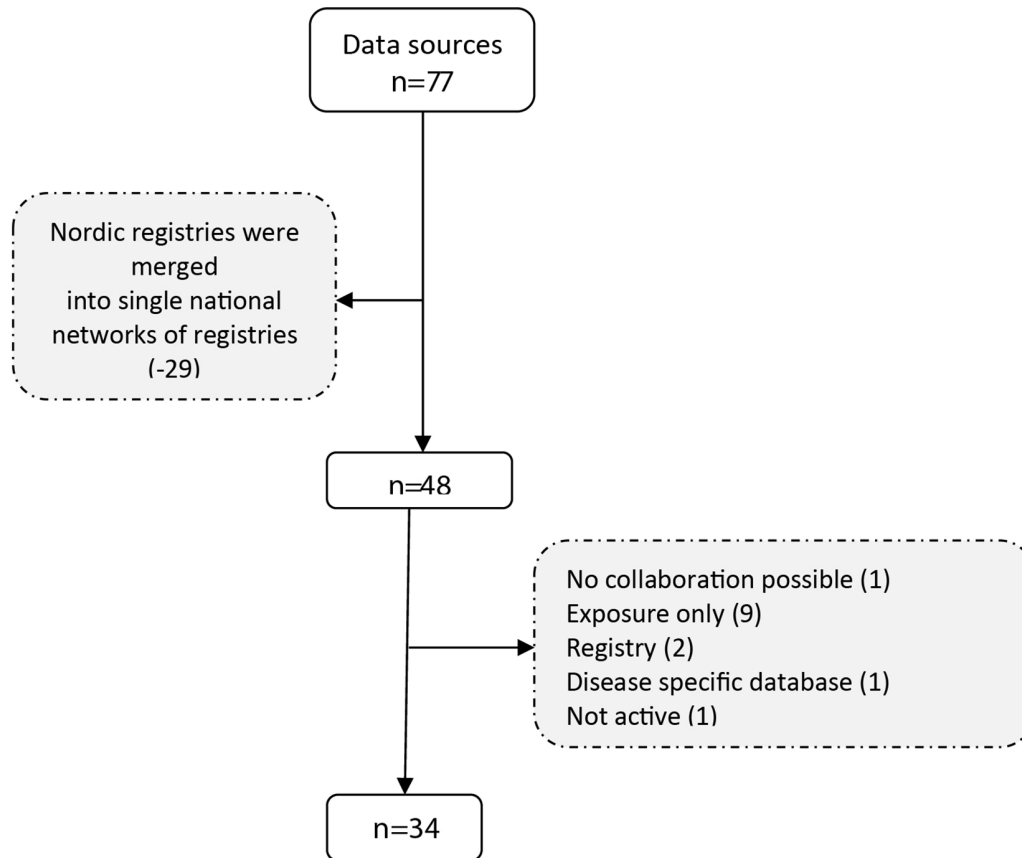 Data sources
n=77
Nordic registries were
merged
into single national
networks of registries
(-29)
n=48
No collaboration possible (1)
Exposure only (9)
Registry (2)
Disease specific database (1)
Not active (1)
n=34